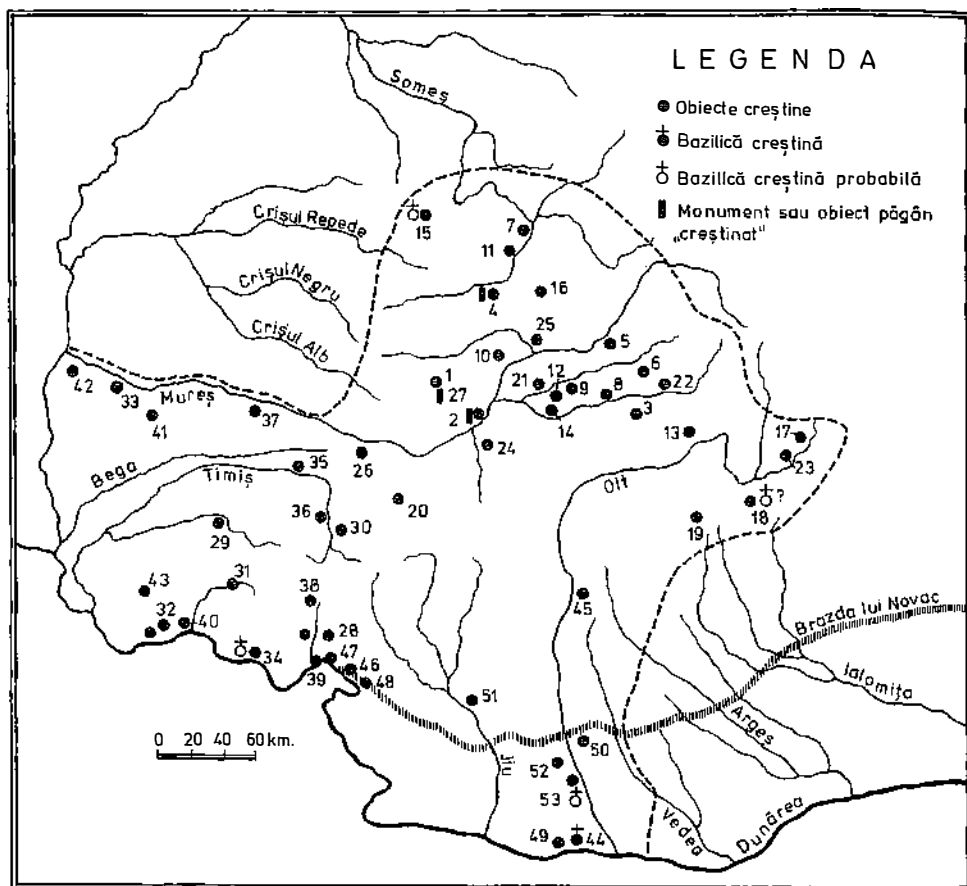 LEGENDA
Obiecte creștine
Bazilică creștină
Bazilică creștină probabilă
Monument sau obiect păgân
„creștinat”
Someș
Crișul Repede
15
7
11
Crișul Negru
16
4
Crișul Alb
25
5
10
6
12
1
21
9
8
22
42
33
Mureș
27
2
3
41
37
14
13
17
24
26
23
35
Bega
Olt
Timiș
20
18
?
36
19
30
29
31
43
38
45
32
40
Brazda lui Novac
28
34
47
46
39
48
Ialomița
51
Argeș
0 20 40 60 km.
50
Jiu
52
53
Vedea
Dunărea
49
44